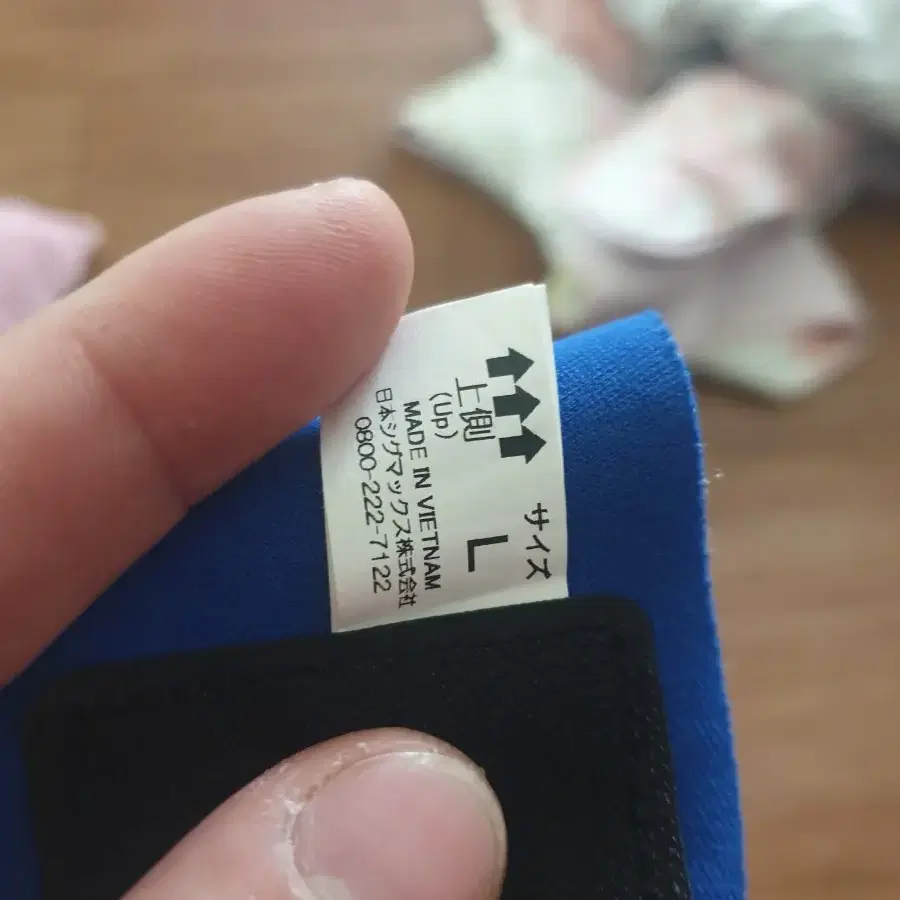 サイズ
L
上側
(Up)
MADE IN VIETNAM
日本シグマックス株式会社
0800-222-7122